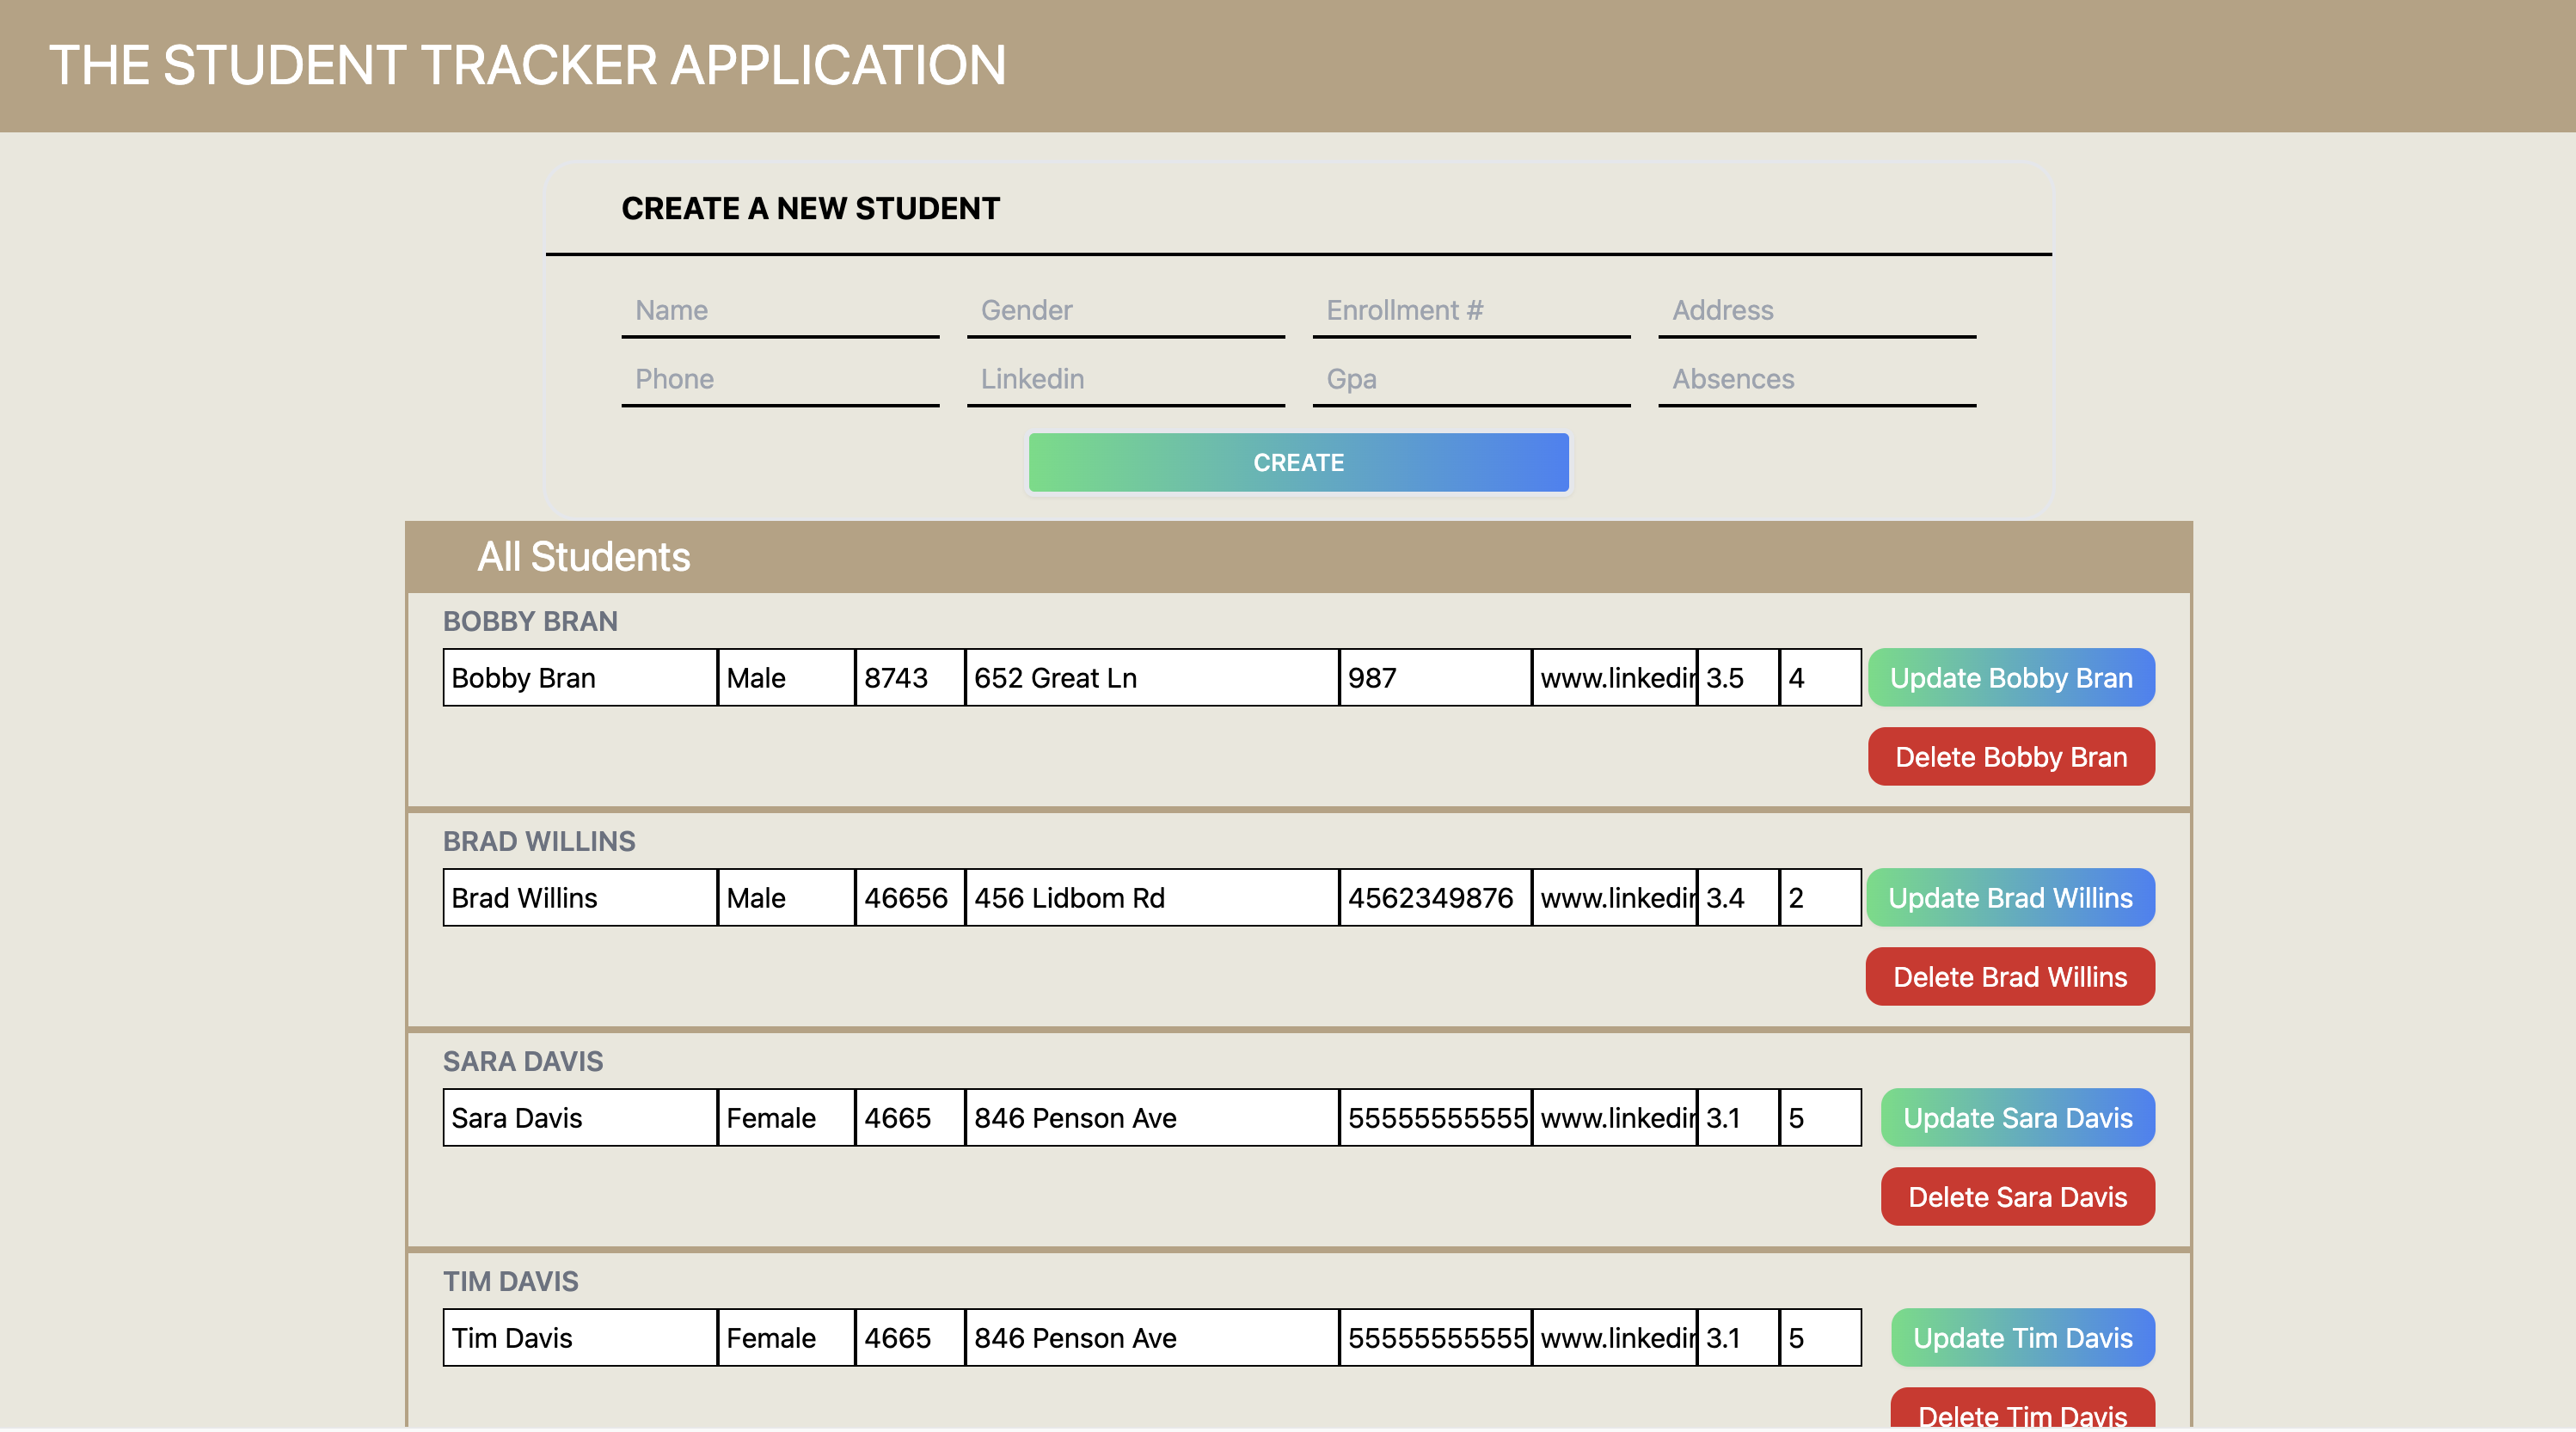 THE STUDENT TRACKER APPLICATION
CREATE A NEW STUDENT
Name Gender Enrollment # Address
Phone Linkedin Gpa Absences
CREATE
All Students
BOBBY BRAN
Bobby Bran Male 8743 652 Great Ln 987 www.linkedin 3.5 4 Update Bobby Bran
Delete Bobby Bran
BRAD WILLINS
Brad Willins Male 46656 456 Lidbom Rd 4562349876 www.linkedin 3.4 2 Update Brad Willins
Delete Brad Willins
SARA DAVIS
Sara Davis Female 4665 846 Penson Ave 55555555555 www.linkedin 3.1 5 Update Sara Davis
Delete Sara Davis
TIM DAVIS
Tim Davis Female 4665 846 Penson Ave 55555555555 www.linkedin 3.1 5 Update Tim Davis
Delete Tim Davis